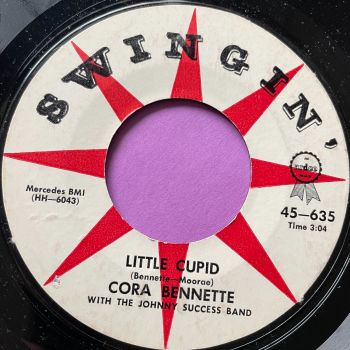 SWINGIN'
Mercedes BMI
(HH—6043)
45—635
Time 3:04
LITTLE CUPID
(Bennette—Moorae)
CORA BENNETTE
WITH THE JOHNNY SUCCESS BAND